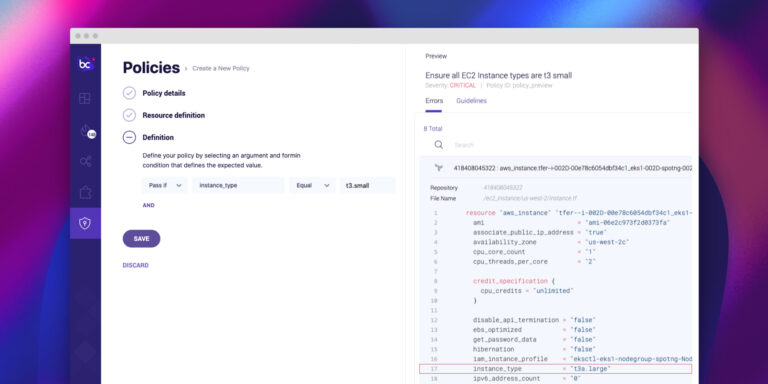 bc
Policies › Create a New Policy
Policy details
Resource definition
Definition
Define your policy by selecting an argument and formin
condition that defines the expected value.
Pass if instance_type Equal t3.small
AND
SAVE
DISCARD
Preview
Ensure all EC2 Instance types are t3 small
Severity: CRITICAL | Policy ID: policy_preview
Errors Guidelines
8 Total
Search
418408045322 : aws_instance.tfer--i-002D-00e78c6054dbf34c1_eks1-002D-spotng-002
Repository 418408045322
File Name /ec2_instance/us-west-2/instance.tf
1 resource "aws_instance" "tfer--i-002D-00e78c6054dbf34c1_eks1-
2 ami = "ami-06e2c973f2d0373fa"
3 associate_public_ip_address = "true"
4 availability_zone = "us-west-2c"
5 cpu_core_count = "1"
6 cpu_threads_per_core = "2"
7
8 credit_specification {
9 cpu_credits = "unlimited"
10 }
11
12 disable_api_termination = "false"
13 ebs_optimized = "false"
14 get_password_data = "false"
15 hibernation = "false"
16 iam_instance_profile = "eksctl-eks1-nodegroup-spotng-Nod
17 instance_type = "t3a.large"
18 ipv6_address_count = "0"